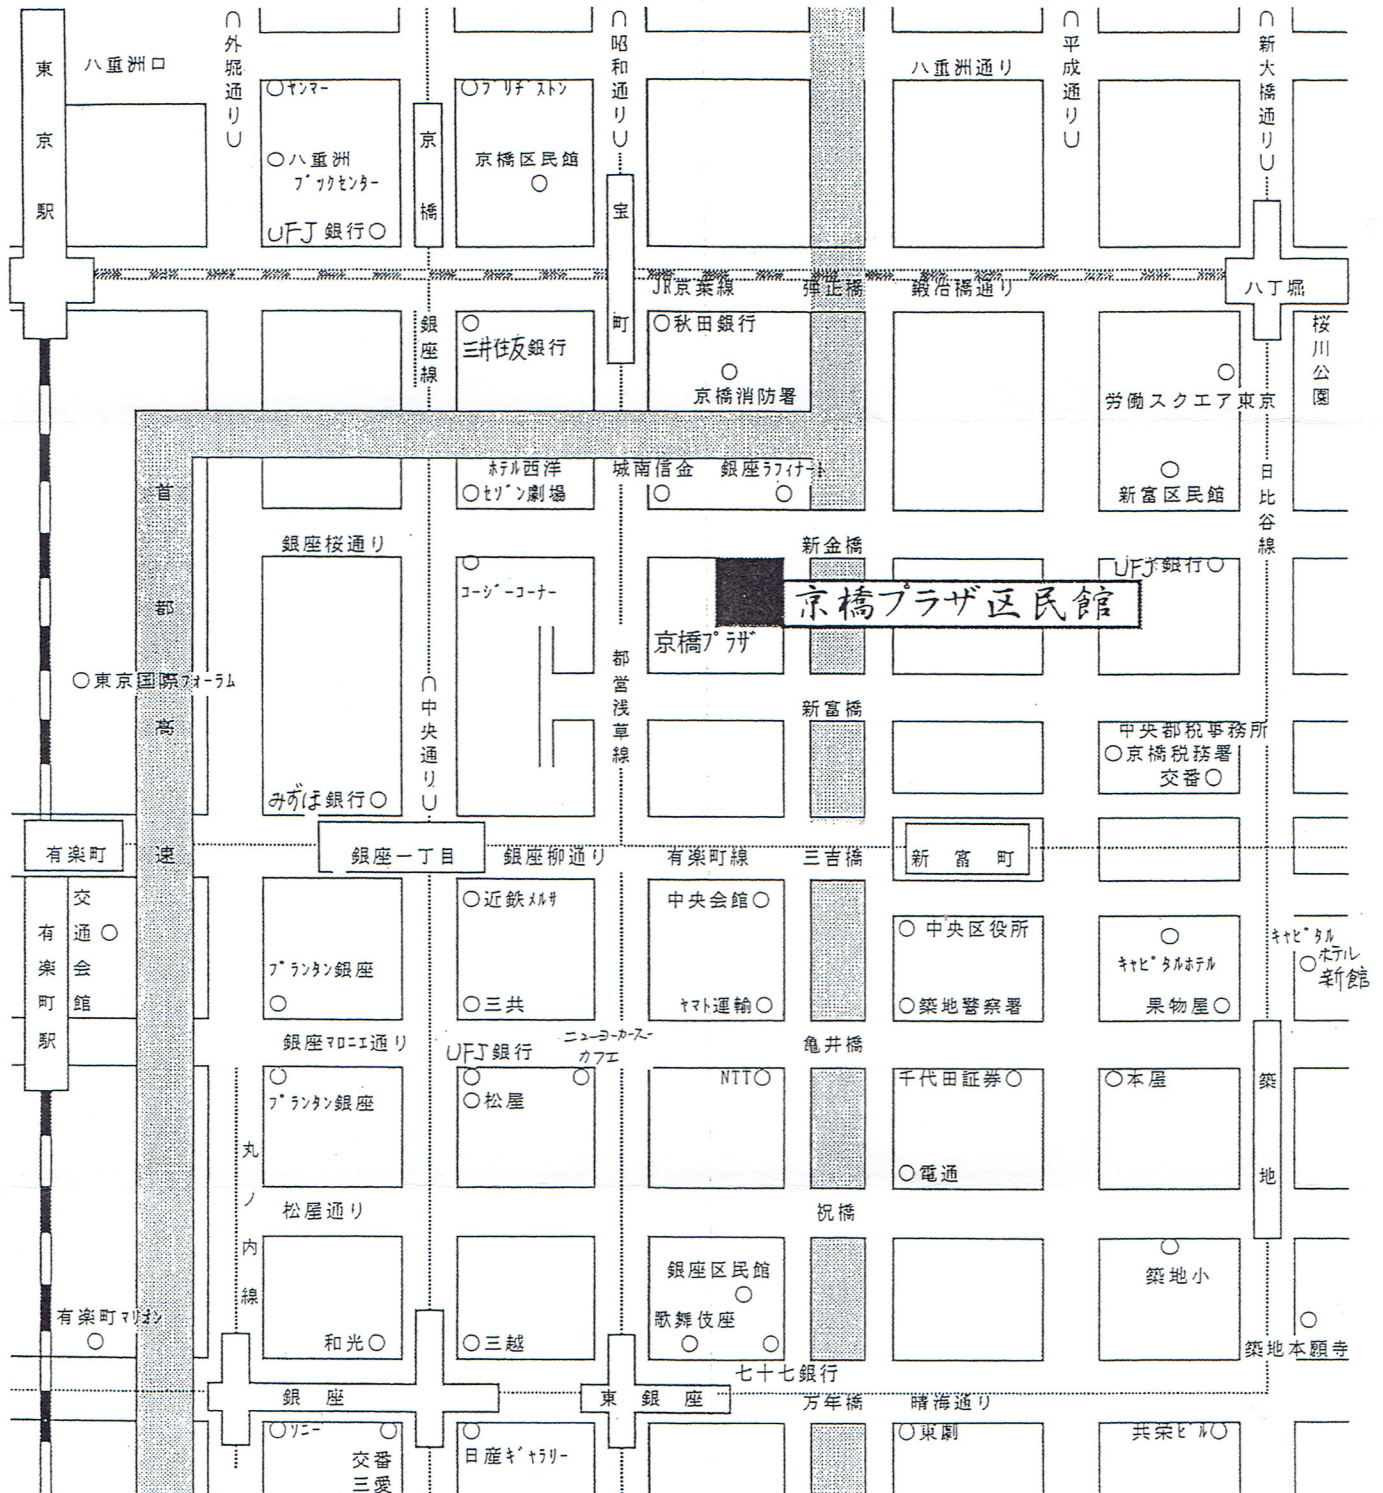 東京駅
八重洲口
外堀通り
昭和通り
八重洲通り
平成通り
新大橋通り
ヤンマー
ブリヂストン
京橋
八重洲
ブックセンター
京橋区民館
宝町
UFJ銀行
JR京葉線
弾正橋
鍛冶橋通り
八丁堀
銀座線
三井住友銀行
秋田銀行
京橋消防署
労働スクエア東京
桜川公園
首都高速
ホテル西洋
セゾン劇場
城南信金
銀座ラフィナート
新富区民館
日比谷線
銀座桜通り
新金橋
コージーコーナー
UFJ銀行
京橋プラザ区民館
京橋プラザ
都営浅草線
東京国際フォーラム
中央通り
新富橋
中央都税事務所
京橋税務署
交番
みずほ銀行
有楽町
銀座一丁目
銀座柳通り
有楽町線
三吉橋
新富町
交通会館
有楽町駅
近鉄メルサ
中央会館
中央区役所
キャピタルホテル
キャピタル
ホテル
新館
プランタン銀座
三共
ヤマト運輸
築地警察署
果物屋
銀座マロニエ通り
UFJ銀行
ニューヨーカーズ
カフェ
亀井橋
プランタン銀座
松屋
NTT
千代田証券
本屋
築地
丸ノ内線
電通
松屋通り
祝橋
銀座区民館
築地小
有楽町マリオン
和光
三越
歌舞伎座
築地本願寺
七十七銀行
銀座
東銀座
万年橋
晴海通り
ソニー
交番
三愛
日産ギャラリー
東劇
共栄ビル